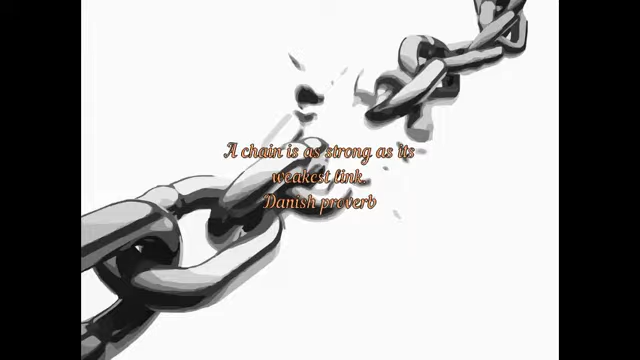 A chain is as strong as its
weakest link.
Danish proverb